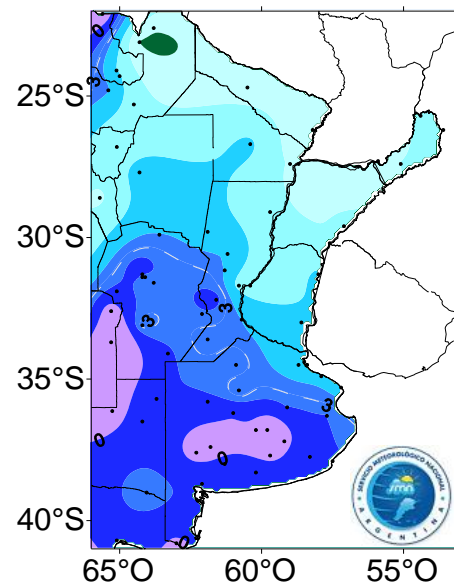 0
25°S
3
30°S
3
3
35°S
3
0
0
SERVICIO METEOROLÓGICO NACIONAL
smn
ARGENTINA
40°S
0
65°O
60°O
55°O